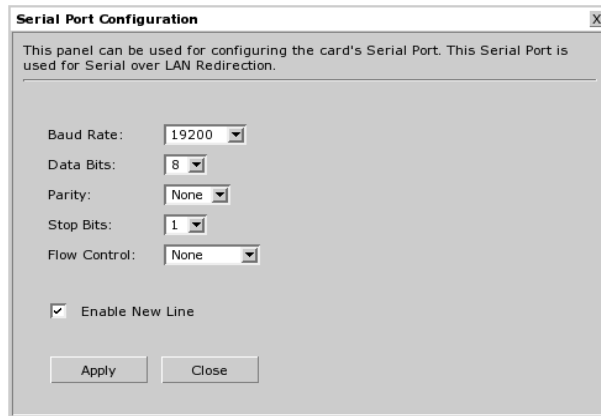 Serial Port Configuration X
This panel can be used for configuring the card's Serial Port. This Serial Port is
used for Serial over LAN Redirection.
Baud Rate: 19200
Data Bits: 8
Parity: None
Stop Bits: 1
Flow Control: None
Enable New Line
Apply Close